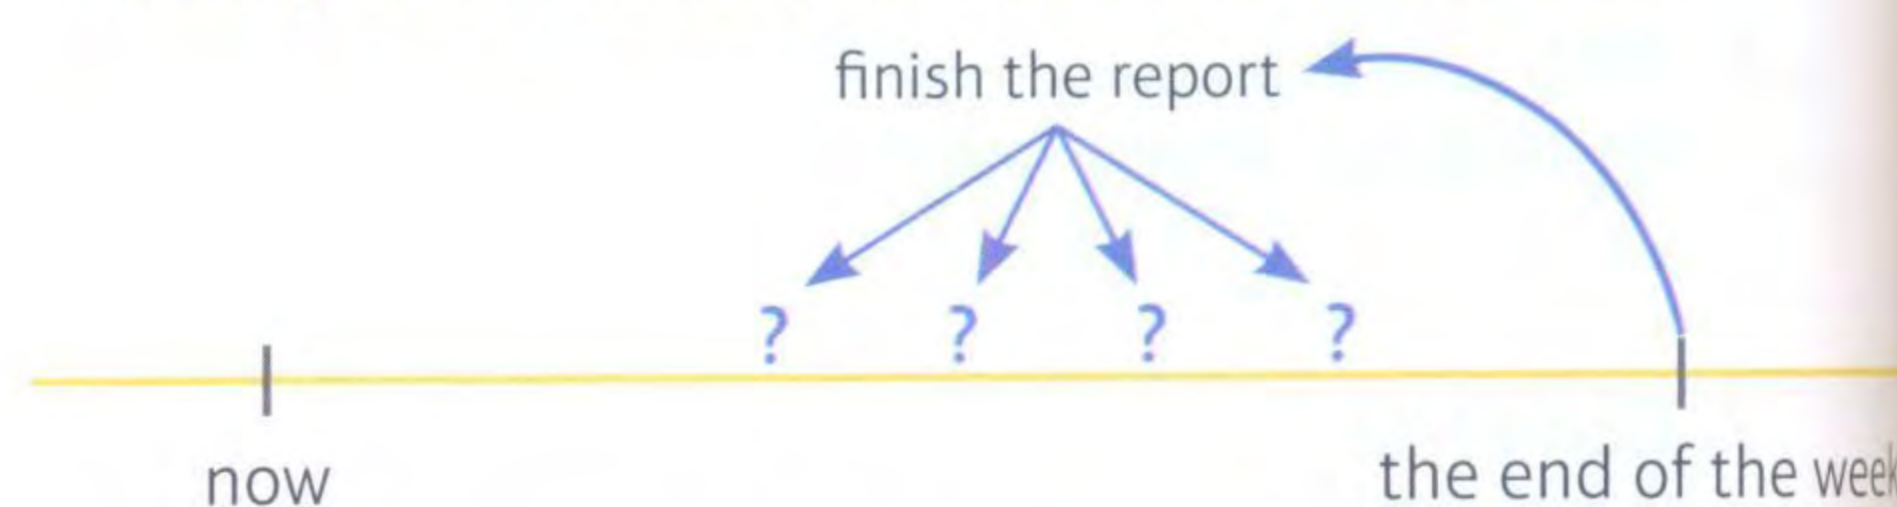 finish the report
? ? ? ?
now
the end of the week